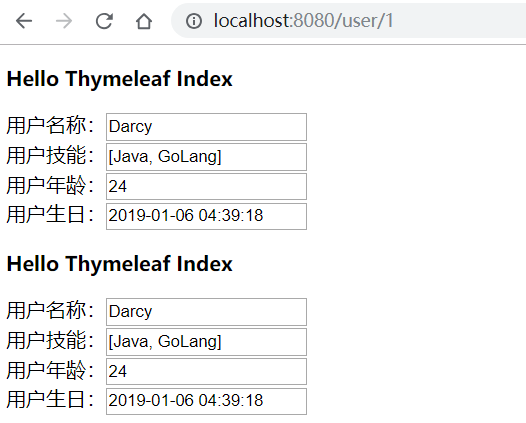 localhost:8080/user/1
Hello Thymeleaf Index
用户名称：Darcy
用户技能：[Java, GoLang]
用户年龄：24
用户生日：2019-01-06 04:39:18
Hello Thymeleaf Index
用户名称：Darcy
用户技能：[Java, GoLang]
用户年龄：24
用户生日：2019-01-06 04:39:18